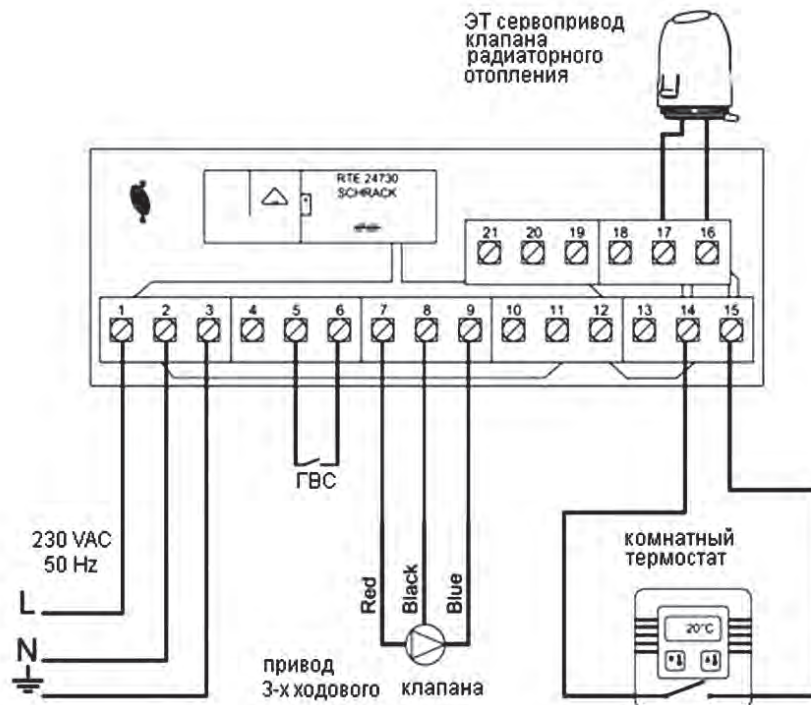 ЭТ сервопривод
клапана
радиаторного
отопления
RTE 24730
SCHRACK
21 20 19 18 17 16
1 2 3 4 5 6 7 8 9 10 11 12 13 14 15
ГВС
230 VAC
50 Hz
L
N
Red
Black
Blue
привод
3-х ходового клапана
комнатный
термостат
20°C